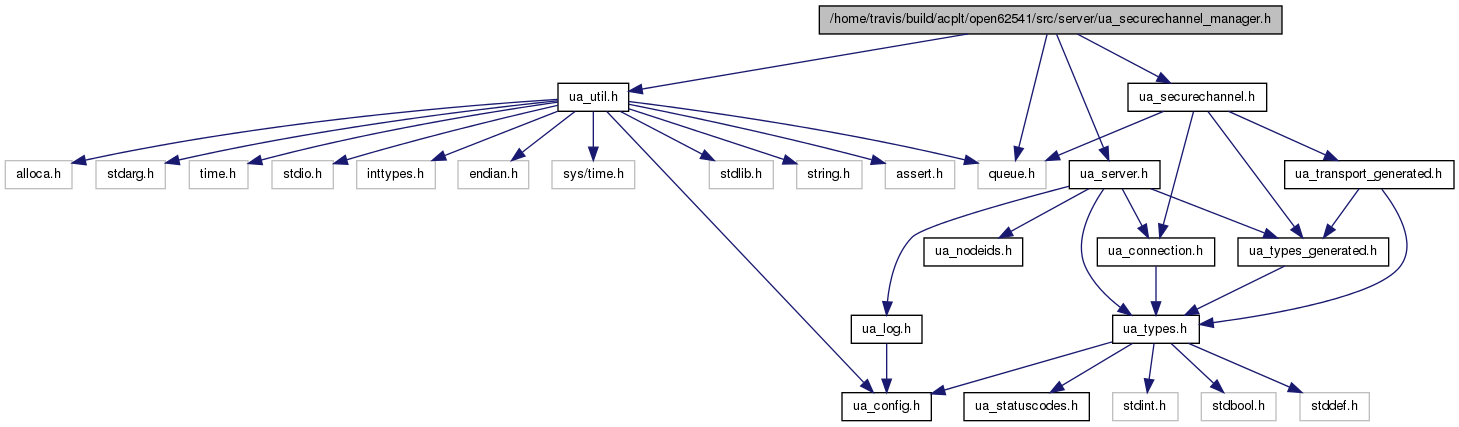 /home/travis/build/acplt/open62541/src/server/ua_securechannel_manager.h
ua_util.h
ua_securechannel.h
alloca.h
stdarg.h
time.h
stdio.h
inttypes.h
endian.h
sys/time.h
stdlib.h
string.h
assert.h
queue.h
ua_server.h
ua_transport_generated.h
ua_nodeids.h
ua_connection.h
ua_types_generated.h
ua_log.h
ua_types.h
ua_config.h
ua_statuscodes.h
stdint.h
stdbool.h
stddef.h